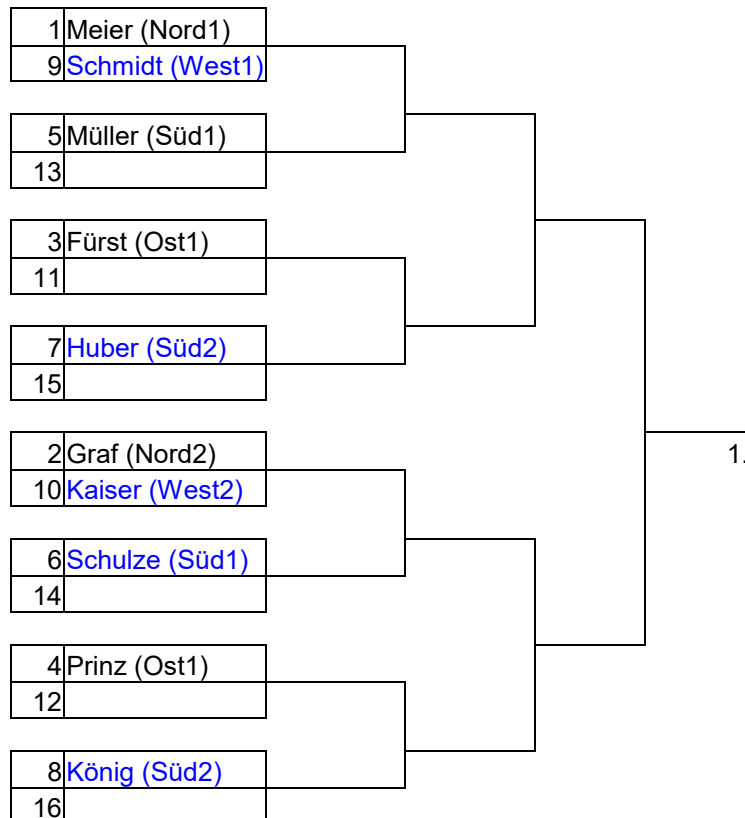 1 Meier (Nord1)
9 Schmidt (West1)
5 Müller (Süd1)
13
3 Fürst (Ost1)
11
7 Huber (Süd2)
15
2 Graf (Nord2)
1.
10 Kaiser (West2)
6 Schulze (Süd1)
14
4 Prinz (Ost1)
12
8 König (Süd2)
16